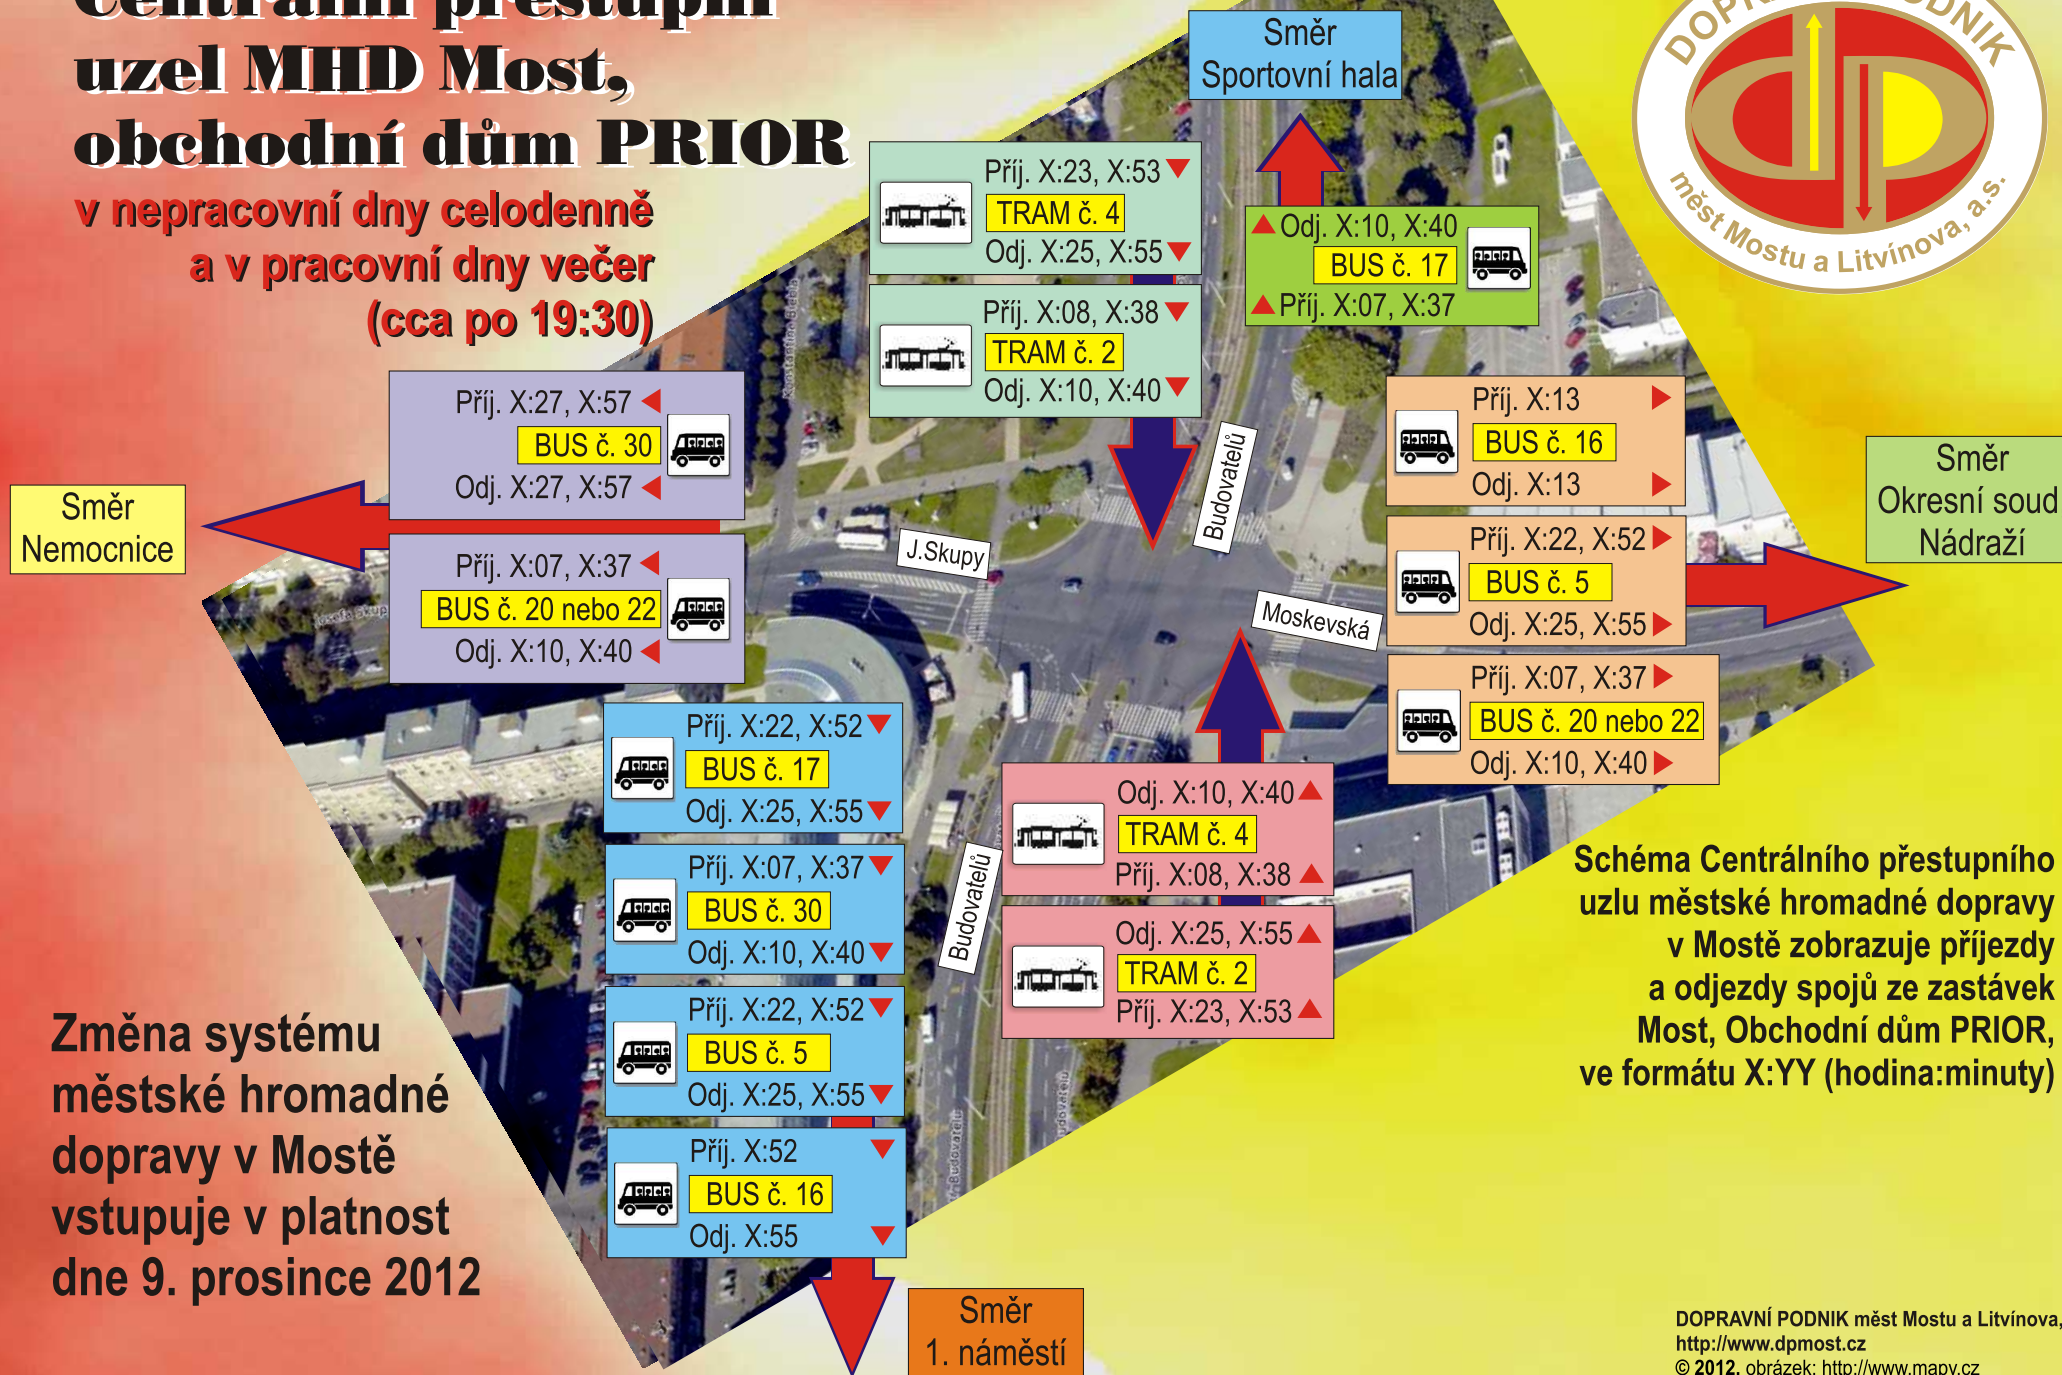 Centrální přestupní
uzel MHD Most,
obchodní dům PRIOR
v nepracovní dny celodenně
a v pracovní dny večer
(cca po 19:30)
Směr
Sportovní hala
DOPRAVNÍ PODNIK
dp
měst Mostu a Litvínova, a.s.
Příj. X:23, X:53
TRAM č. 4
Odj. X:25, X:55
Příj. X:08, X:38
TRAM č. 2
Odj. X:10, X:40
Odj. X:10, X:40
BUS č. 17
Příj. X:07, X:37
Příj. X:27, X:57
BUS č. 30
Odj. X:27, X:57
Příj. X:07, X:37
BUS č. 20 nebo 22
Odj. X:10, X:40
Směr
Nemocnice
Konstantina Biebla
J.Skupy
Budovatelů
Moskevská
Josefa Skup
Příj. X:13
BUS č. 16
Odj. X:13
Příj. X:22, X:52
BUS č. 5
Odj. X:25, X:55
Příj. X:07, X:37
BUS č. 20 nebo 22
Odj. X:10, X:40
Směr
Okresní soud
Nádraží
Příj. X:22, X:52
BUS č. 17
Odj. X:25, X:55
Příj. X:07, X:37
BUS č. 30
Odj. X:10, X:40
Příj. X:22, X:52
BUS č. 5
Odj. X:25, X:55
Příj. X:52
BUS č. 16
Odj. X:55
Odj. X:10, X:40
TRAM č. 4
Příj. X:08, X:38
Odj. X:25, X:55
TRAM č. 2
Příj. X:23, X:53
Budovatelů
tř. Budovatelů
udovatelů
Směr
1. náměstí
Změna systému
městské hromadné
dopravy v Mostě
vstupuje v platnost
dne 9. prosince 2012
Schéma Centrálního přestupního
uzlu městské hromadné dopravy
v Mostě zobrazuje příjezdy
a odjezdy spojů ze zastávek
Most, Obchodní dům PRIOR,
ve formátu X:YY (hodina:minuty)
DOPRAVNÍ PODNIK měst Mostu a Litvínova,
http://www.dpmost.cz
© 2012, obrázek: http://www.mapy.cz